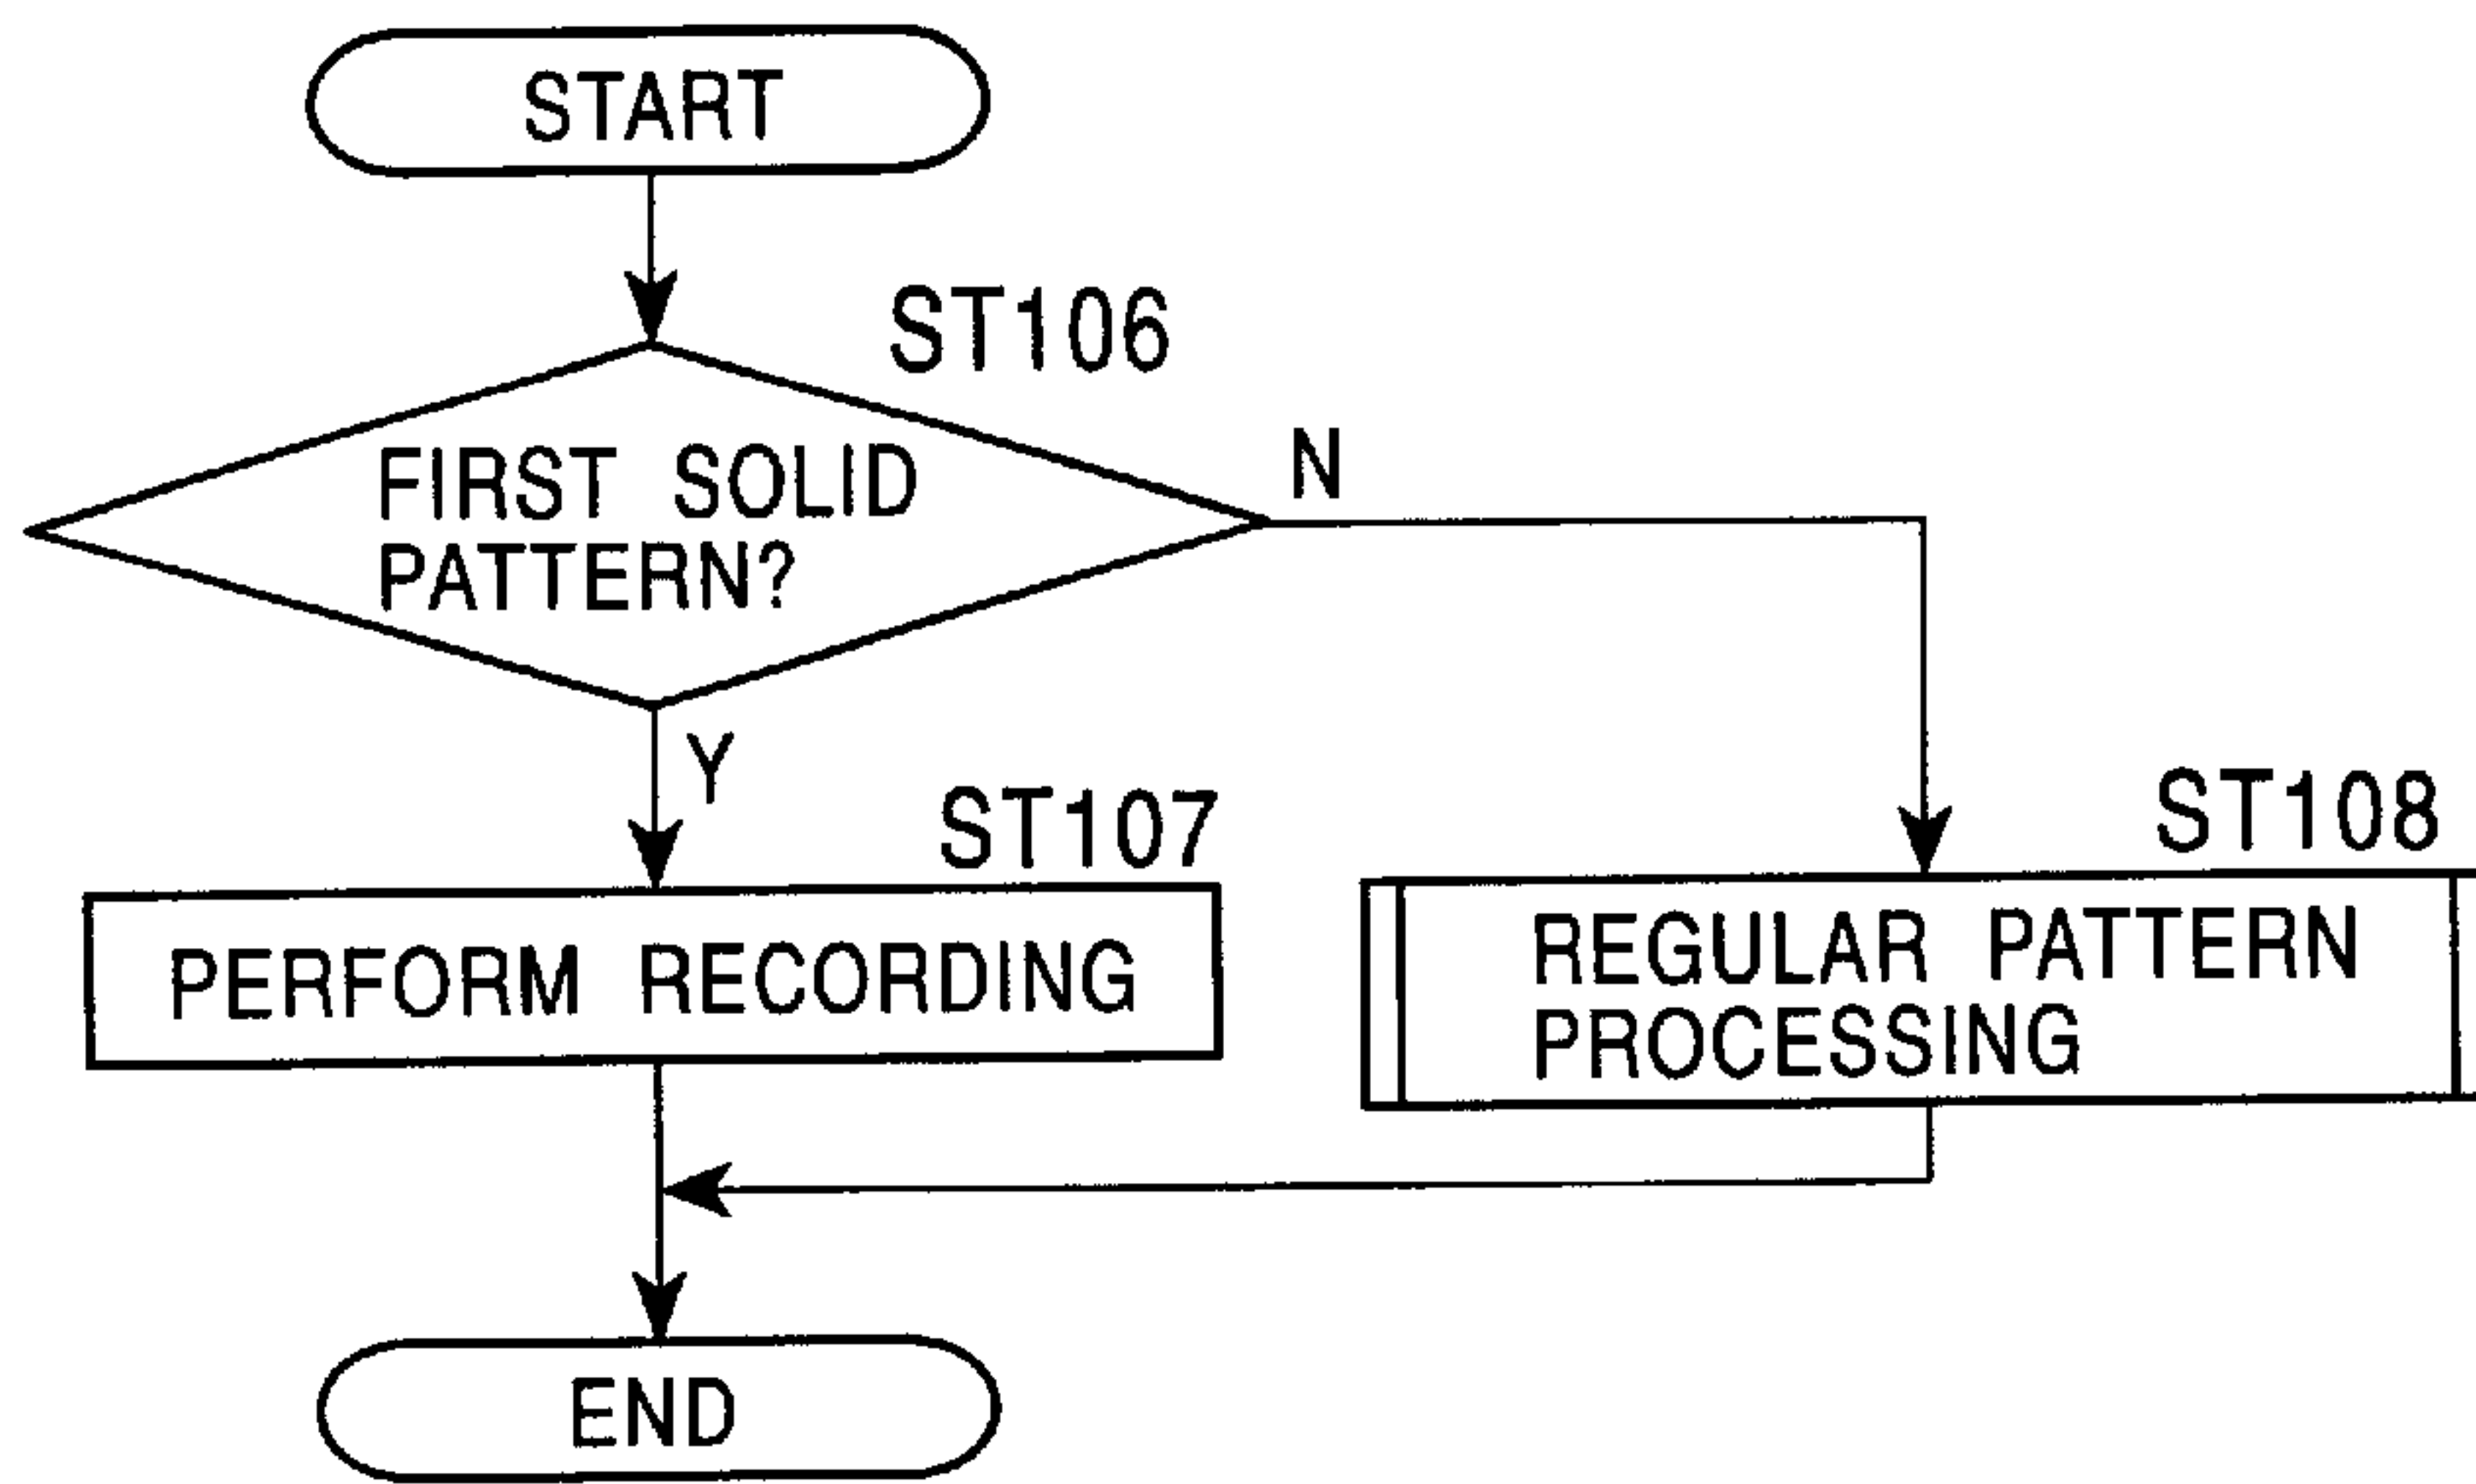 START
ST106
FIRST SOLID
PATTERN?
N
Y
ST107
ST108
PERFORM RECORDING
REGULAR PATTERN
PROCESSING
END